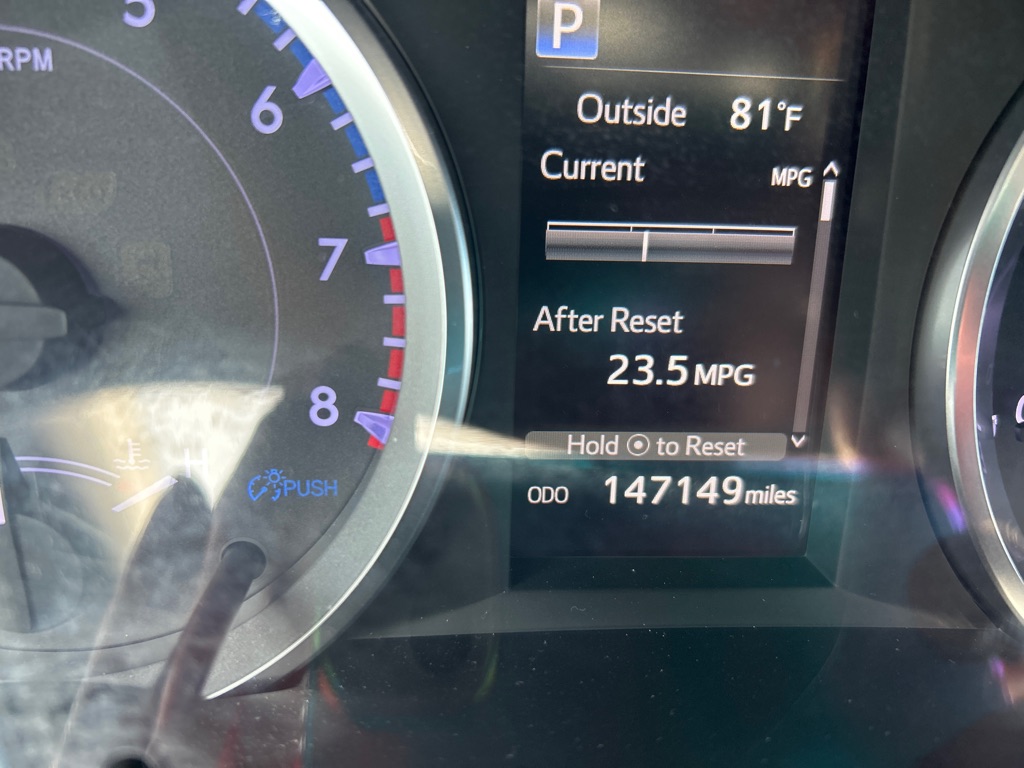 5
RPM
6
7
8
H
PUSH
P
Outside 81°F
Current MPG
After Reset
23.5 MPG
Hold to Reset
ODO 147149 miles